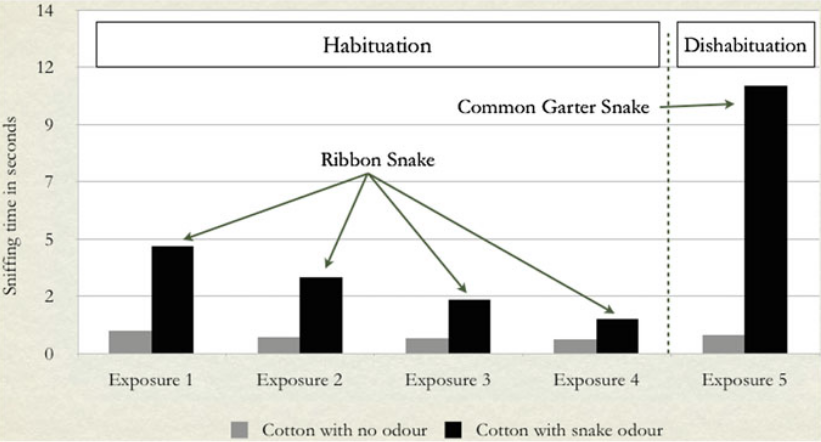 14
Habituation
Dishabituation
12
Common Garter Snake
9
Ribbon Snake
7
5
2
0
Sniffing time in seconds
Exposure 1
Exposure 2
Exposure 3
Exposure 4
Exposure 5
Cotton with no odour
Cotton with snake odour